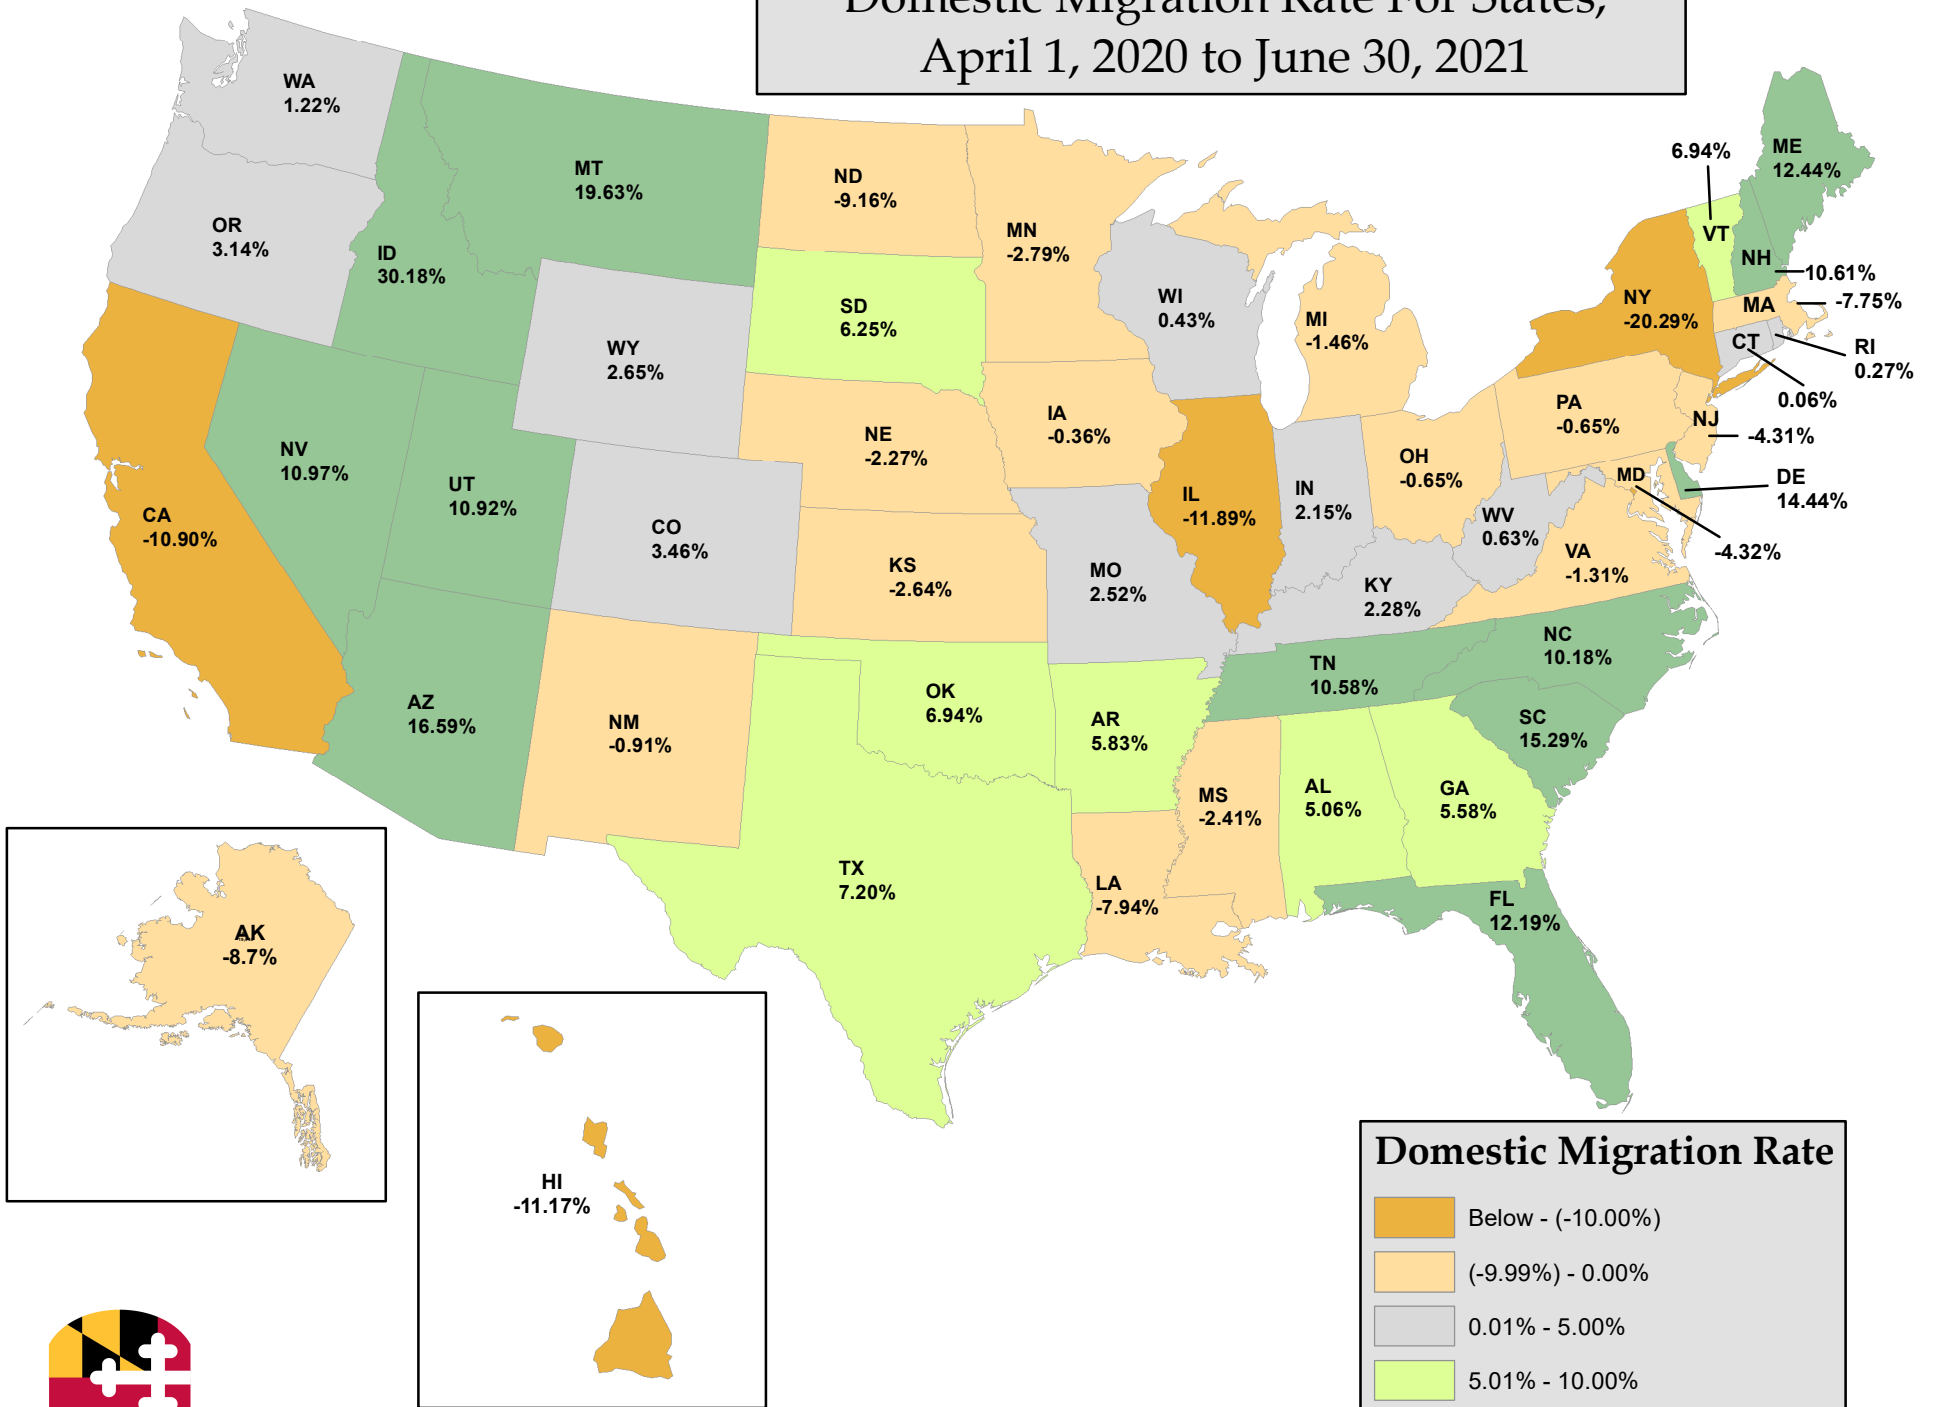 Domestic Migration Rate For States,
April 1, 2020 to June 30, 2021
WA
1.22%
OR
3.14%
ID
30.18%
MT
19.63%
ND
-9.16%
MN
-2.79%
SD
6.25%
WY
2.65%
WI
0.43%
MI
-1.46%
6.94%
VT
ME
12.44%
NH
10.61%
NY
-20.29%
MA
-7.75%
CT
0.06%
RI
0.27%
PA
-0.65%
NJ
-4.31%
DE
14.44%
MD
-4.32%
CA
-10.90%
NV
10.97%
UT
10.92%
CO
3.46%
NE
-2.27%
IA
-0.36%
IL
-11.89%
IN
2.15%
OH
-0.65%
WV
0.63%
VA
-1.31%
KS
-2.64%
MO
2.52%
KY
2.28%
AZ
16.59%
NM
-0.91%
OK
6.94%
AR
5.83%
TN
10.58%
NC
10.18%
SC
15.29%
TX
7.20%
LA
-7.94%
MS
-2.41%
AL
5.06%
GA
5.58%
FL
12.19%
AK
-8.7%
HI
-11.17%
Domestic Migration Rate
Below - (-10.00%)
(-9.99%) - 0.00%
0.01% - 5.00%
5.01% - 10.00%